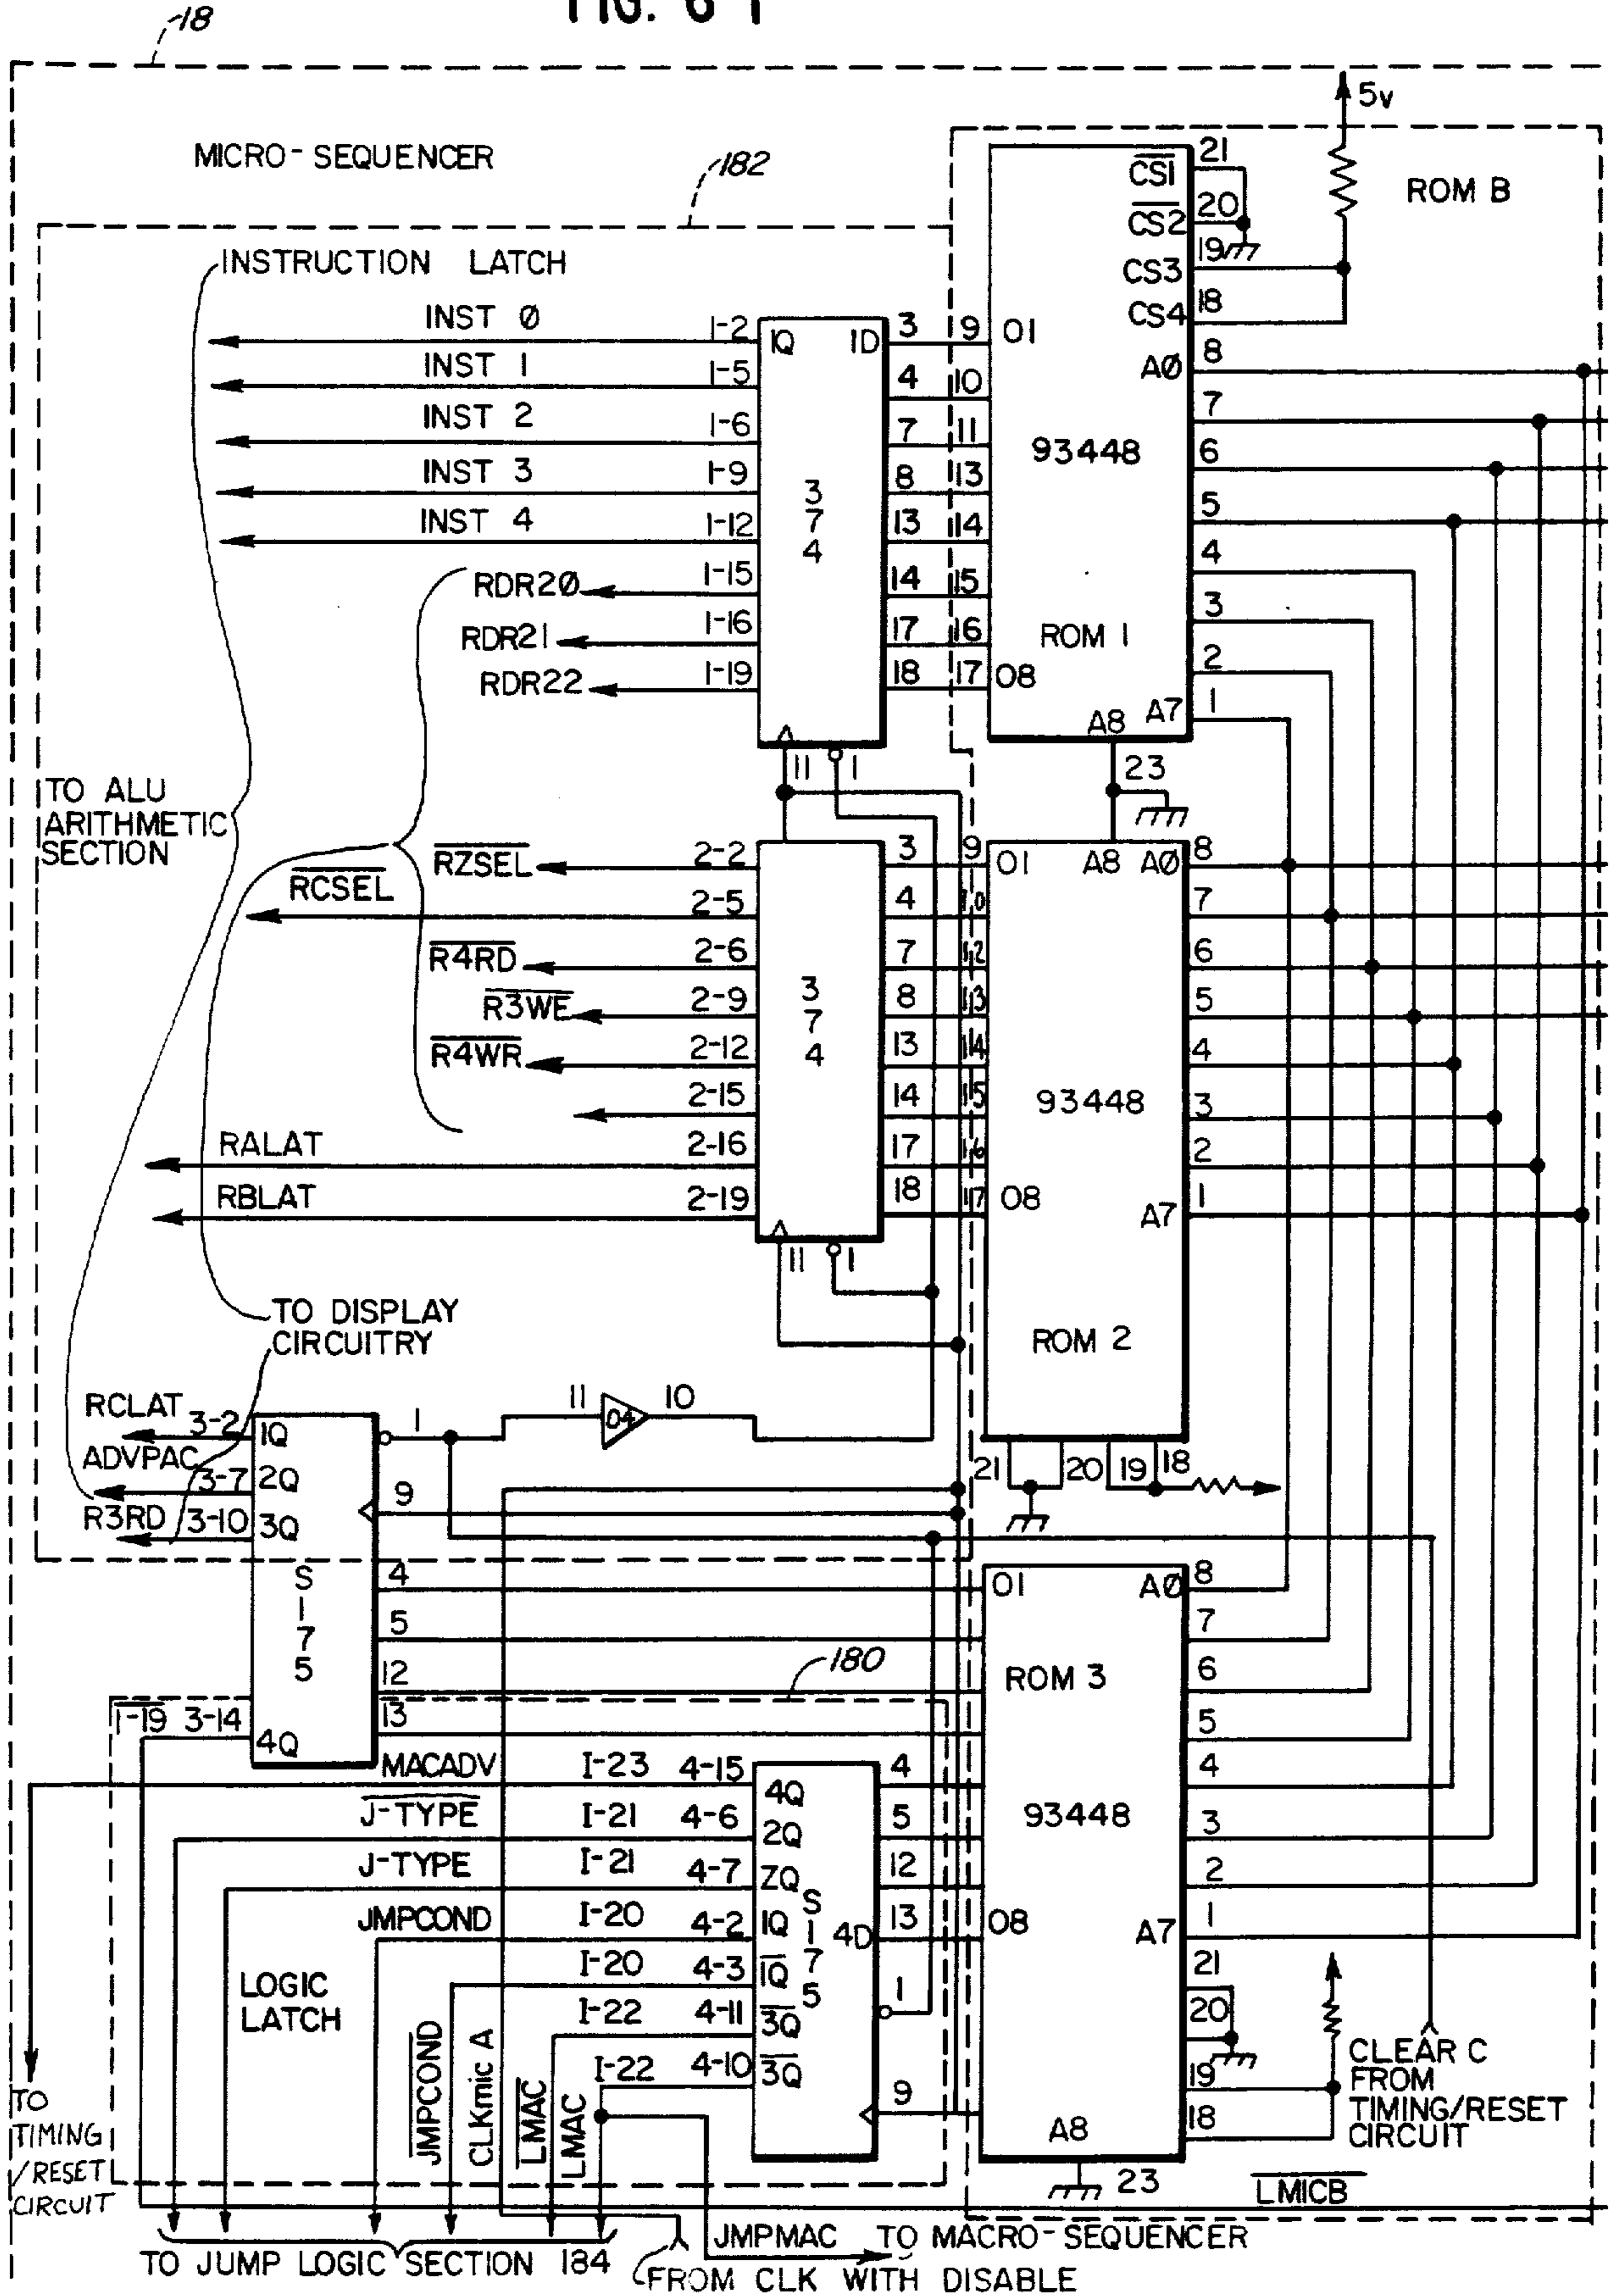 FIG. 6-1
18
5v
MICRO-SEQUENCER
182
ROM B
INSTRUCTION LATCH
CS1 21
CS2 20
CS3 19
CS4 18
INST 0 1-2 1Q 1D 3 9 O1 A0 8
INST 1 1-5 4 10 7
INST 2 1-6 7 11 93448 6
INST 3 1-9 8 13 5
INST 4 1-12 374 13 14 4
RDR20 1-15 14 15 3
RDR21 1-16 17 16 ROM 1 2
RDR22 1-19 18 17 O8 A8 A7 1
11 1 23
TO ALU
ARITHMETIC
SECTION
RZSEL 2-2 3 9 O1 A8 A0 8
RCSEL 2-5 4 10 7
R4RD 2-6 7 12 6
R3WE 2-9 374 8 13 5
R4WR 2-12 13 14 4
2-15 14 15 93448 3
RALAT 2-16 17 16 2
RBLAT 2-19 18 17 O8 A7 1
11 1
TO DISPLAY
CIRCUITRY
ROM 2
RCLAT 3-2 1Q 1 11 04 10
ADVPAC 3-7 2Q 9 21 20 19 18
R3RD 3-10 3Q
S175 4 O1 A0 8
5 7
12 180 ROM 3 6
1-19 3-14 4Q 13 5
MACADV I-23 4-15 4Q 4 4
J-TYPE I-21 4-6 2Q 5 93448 3
J-TYPE I-21 4-7 ZQ 12 2
JMPCOND I-20 4-2 1Q S175 4D 13 O8 A7 1
I-20 4-3 1Q 1 21
LOGIC
LATCH
I-22 4-11 3Q 20
I-22 4-10 3Q 19
9 18
JMPCOND
CLKmic A
LMAC
LMAC
A8
23
CLEAR C
FROM
TIMING/RESET
CIRCUIT
TO
TIMING
/RESET
CIRCUIT
LMICB
JMPMAC TO MACRO-SEQUENCER
TO JUMP LOGIC SECTION 184
FROM CLK WITH DISABLE